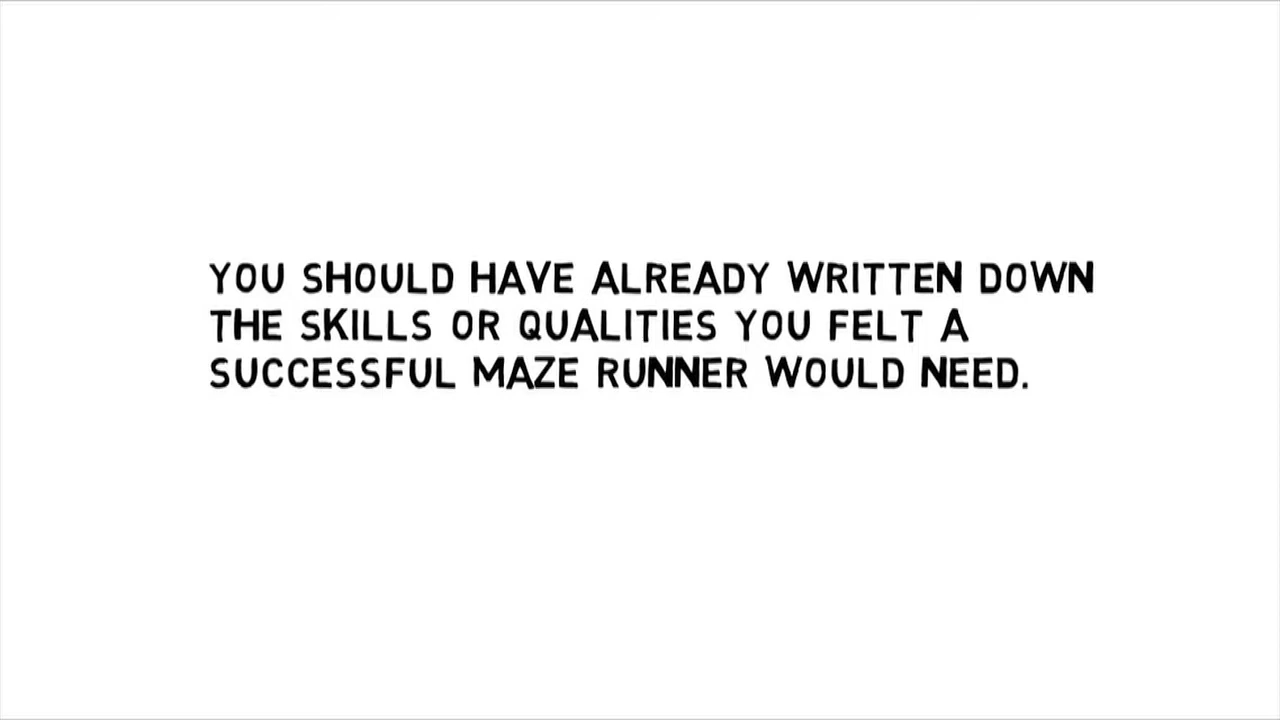 YOU SHOULD HAVE ALREADY WRITTEN DOWN
THE SKILLS OR QUALITIES YOU FELT A
SUCCESSFUL MAZE RUNNER WOULD NEED.